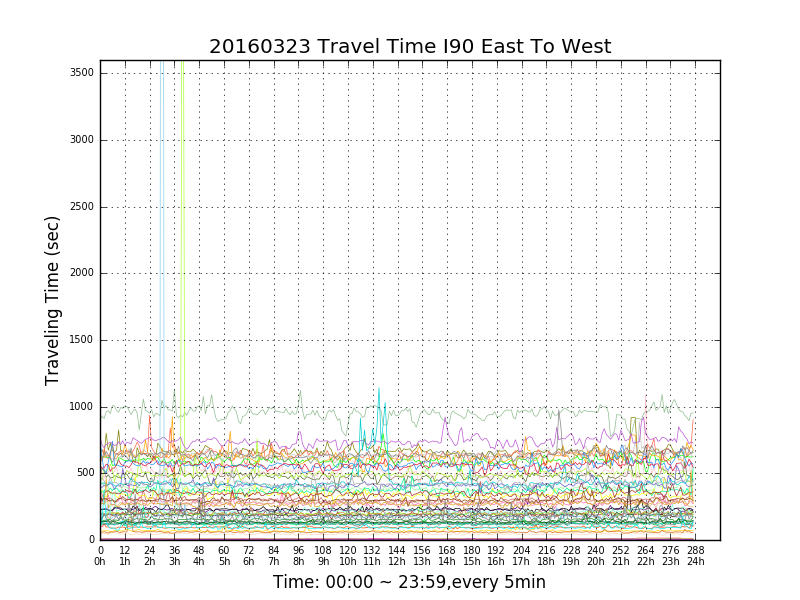 20160323 Travel Time I90 East To West
3500
3000
2500
2000
1500
1000
500
0
Traveling Time (sec)
0 12 24 36 48 60 72 84 96 108 120 132 144 156 168 180 192 204 216 228 240 252 264 276 288
0h 1h 2h 3h 4h 5h 6h 7h 8h 9h 10h 11h 12h 13h 14h 15h 16h 17h 18h 19h 20h 21h 22h 23h 24h
Time: 00:00 ~ 23:59,every 5min